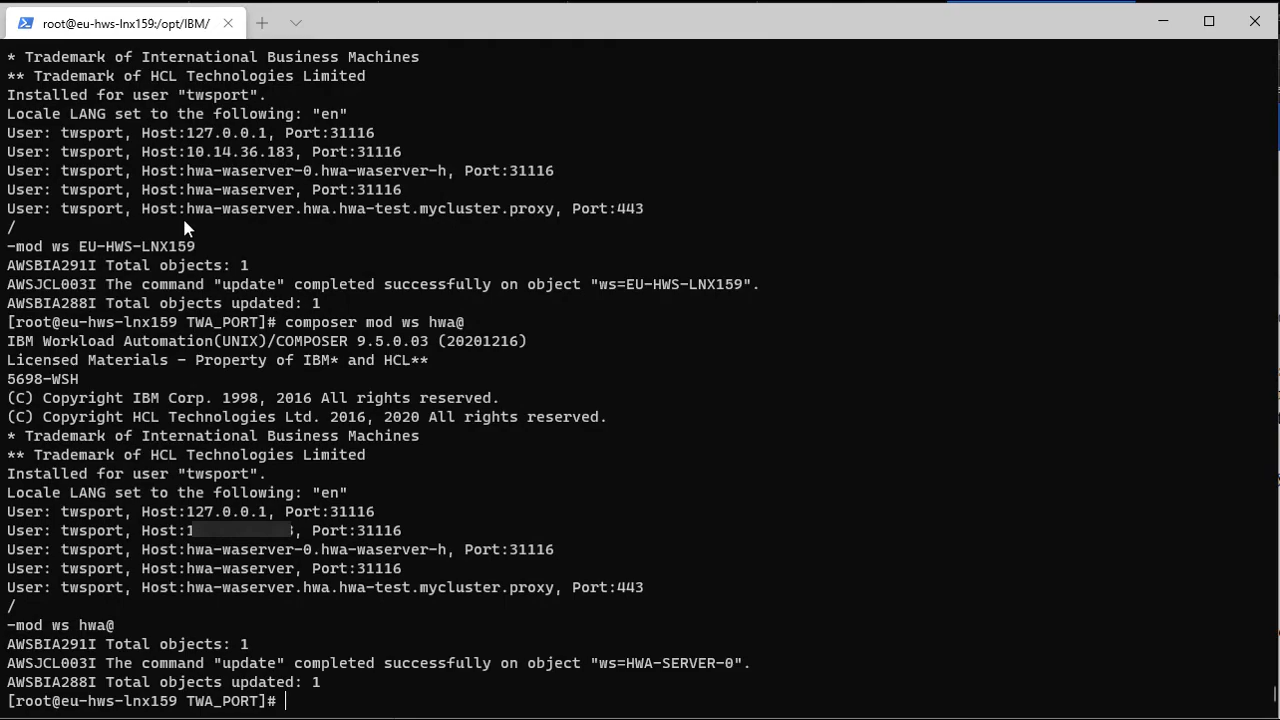 root@eu-hws-lnx159:/opt/IBM/
* Trademark of International Business Machines
** Trademark of HCL Technologies Limited
Installed for user "twsport".
Locale LANG set to the following: "en"
User: twsport, Host:127.0.0.1, Port:31116
User: twsport, Host:10.14.36.183, Port:31116
User: twsport, Host:hwa-waserver-0.hwa-waserver-h, Port:31116
User: twsport, Host:hwa-waserver, Port:31116
User: twsport, Host:hwa-waserver.hwa.hwa-test.mycluster.proxy, Port:443
/
-mod ws EU-HWS-LNX159
AWSBIA291I Total objects: 1
AWSJCL003I The command "update" completed successfully on object "ws=EU-HWS-LNX159".
AWSBIA288I Total objects updated: 1
[root@eu-hws-lnx159 TWA_PORT]# composer mod ws hwa@
IBM Workload Automation(UNIX)/COMPOSER 9.5.0.03 (20201216)
Licensed Materials - Property of IBM* and HCL**
5698-WSH
(C) Copyright IBM Corp. 1998, 2016 All rights reserved.
(C) Copyright HCL Technologies Ltd. 2016, 2020 All rights reserved.
* Trademark of International Business Machines
** Trademark of HCL Technologies Limited
Installed for user "twsport".
Locale LANG set to the following: "en"
User: twsport, Host:127.0.0.1, Port:31116
User: twsport, Host: , Port:31116
User: twsport, Host:hwa-waserver-0.hwa-waserver-h, Port:31116
User: twsport, Host:hwa-waserver, Port:31116
User: twsport, Host:hwa-waserver.hwa.hwa-test.mycluster.proxy, Port:443
/
-mod ws hwa@
AWSBIA291I Total objects: 1
AWSJCL003I The command "update" completed successfully on object "ws=HWA-SERVER-0".
AWSBIA288I Total objects updated: 1
[root@eu-hws-lnx159 TWA_PORT]#